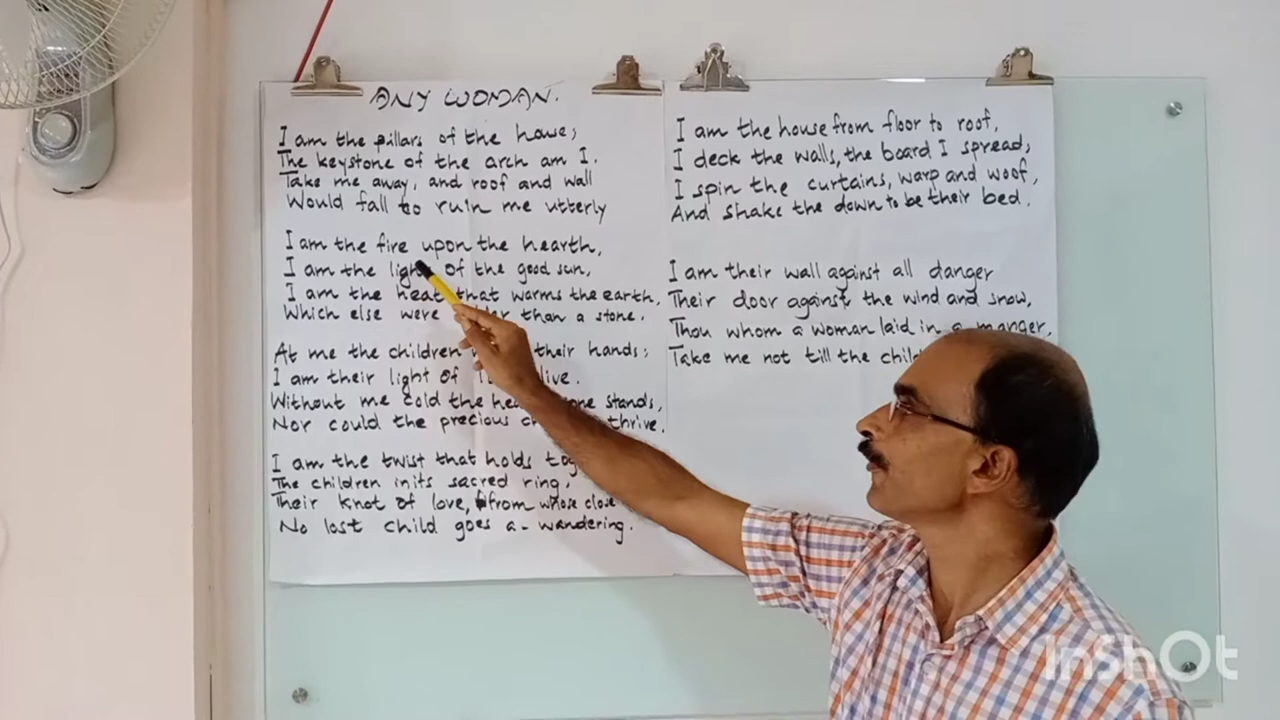 ANY WOMAN.
I am the pillars of the house;
The keystone of the arch am I.
Take me away, and roof and wall
Would fall to ruin me utterly
I am the fire upon the hearth,
I am the light of the good sun,
I am the heat that warms the earth,
Which else were than a stone.
At me the children their hands;
I am their light of
Without me cold the stands,
Nor could the precious thrive.
I am the twist that holds
The children in its sacred ring,
Their knot of love, from whose close
No lost child goes a-wandering.
I am the house from floor to roof,
I deck the walls, the board I spread;
I spin the curtains, warp and woof,
And shake the down to be their bed.
I am their wall against all danger
Their door against the wind and snow,
Thou whom a woman laid in a manger,
Take me not till the
InShOt